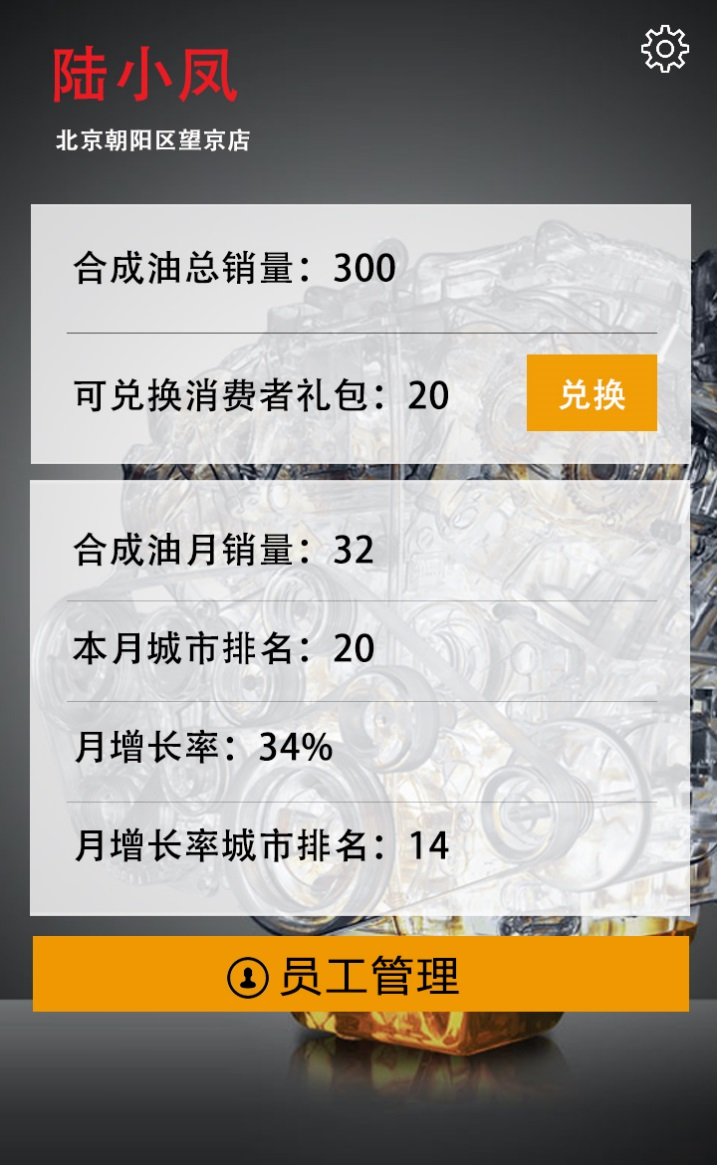 陆小凤
北京朝阳区望京店
合成油总销量：300
可兑换消费者礼包：20
兑换
合成油月销量：32
本月城市排名：20
月增长率：34%
月增长率城市排名：14
员工管理